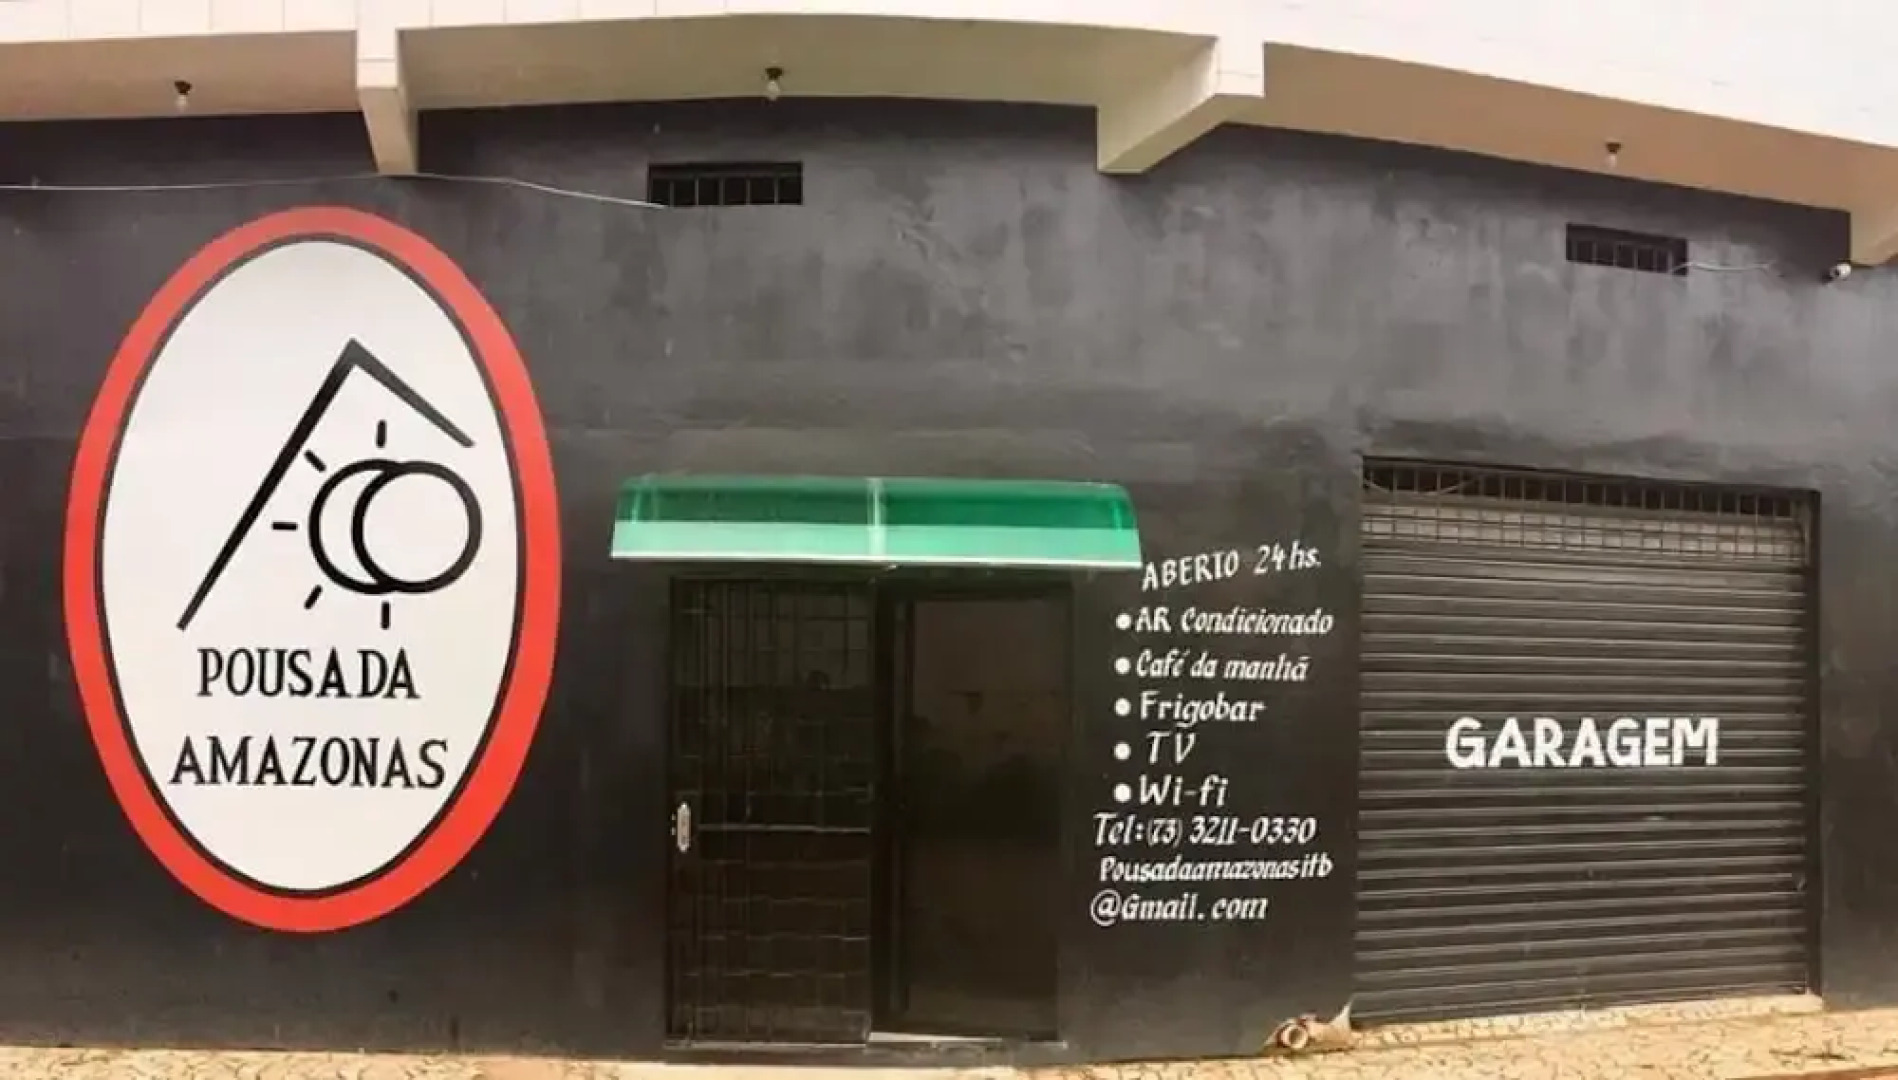 POUSADA
AMAZONAS
ABERTO 24hs.
• AR Condicionado
• Café da manhã
• Frigobar
• TV
• Wi-fi
Tel:(73) 3211-0330
Pousadaamazonasitb
@Gmail.com
GARAGEM